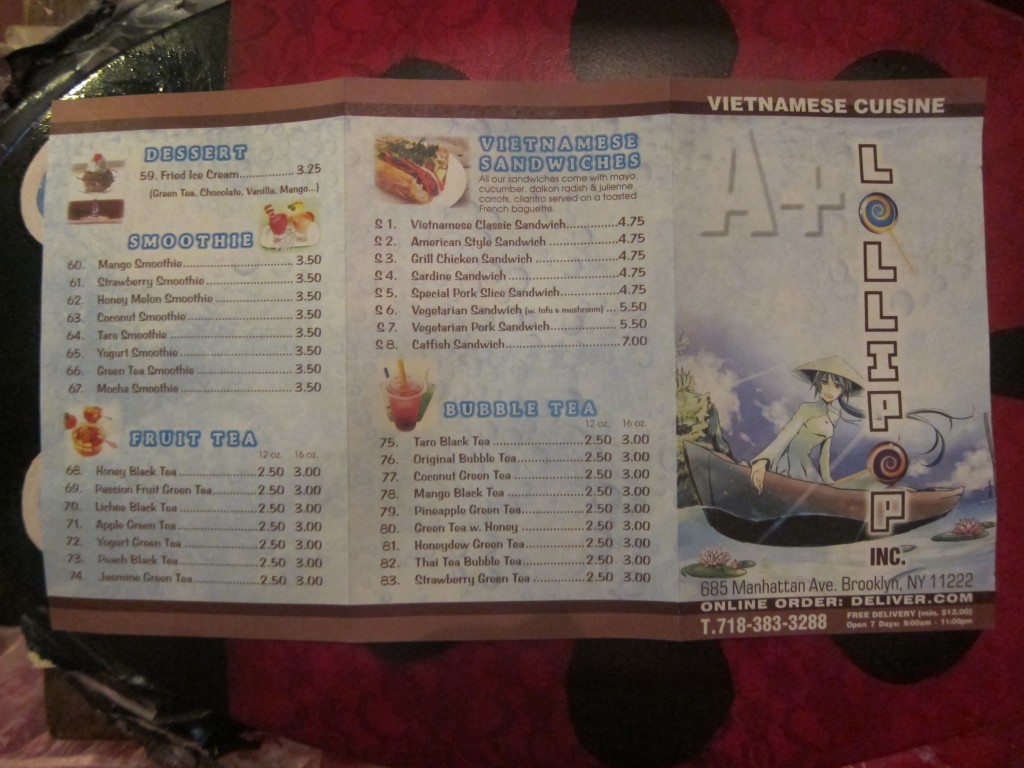 DESSERT
59. Fried Ice Cream............... 3.25
(Green Tea, Chocolate, Vanilla, Mango...)
SMOOTHIE
60. Mango Smoothie............... 3.50
61. Strawberry Smoothie............... 3.50
62. Honey Melon Smoothie............... 3.50
63. Coconut Smoothie............... 3.50
64. Taro Smoothie............... 3.50
65. Yogurt Smoothie............... 3.50
66. Green Tea Smoothie............... 3.50
67. Mocha Smoothie............... 3.50
FRUIT TEA
12 oz. 16 oz.
68. Honey Black Tea............... 2.50 3.00
69. Passion Fruit Green Tea............... 2.50 3.00
70. Lichee Black Tea............... 2.50 3.00
71. Apple Green Tea............... 2.50 3.00
72. Yogurt Green Tea............... 2.50 3.00
73. Peach Black Tea............... 2.50 3.00
74. Jasmine Green Tea............... 2.50 3.00
VIETNAMESE
SANDWICHES
All our sandwiches come with mayo,
cucumber, daikon radish & julienne
carrots, cilantro served on a toasted
French baguette.
S 1. Vietnamese Classic Sandwich...............4.75
S 2. American Style Sandwich ...............4.75
S 3. Grill Chicken Sandwich ...............4.75
S 4. Sardine Sandwich ...............4.75
S 5. Special Pork Slice Sandwich...............4.75
S 6. Vegetarian Sandwich (w. tofu & mushroom) ... 5.50
S 7. Vegetarian Pork Sandwich............... 5.50
S 8. Catfish Sandwich............... 7.00
BUBBLE TEA
12 oz. 16 oz.
75. Taro Black Tea ............... 2.50 3.00
76. Original Bubble Tea............... 2.50 3.00
77. Coconut Green Tea ............... 2.50 3.00
78. Mango Black Tea ............... 2.50 3.00
79. Pineapple Green Tea ............... 2.50 3.00
80. Green Tea w. Honey ............... 2.50 3.00
81. Honeydew Green Tea............... 2.50 3.00
82. Thai Tea Bubble Tea ............... 2.50 3.00
83. Strawberry Green Tea ............... 2.50 3.00
VIETNAMESE CUISINE
A+
LOLLIPOP
INC.
685 Manhattan Ave. Brooklyn, NY 11222
ONLINE ORDER: DELIVER.COM
T.718-383-3288
FREE DELIVERY (min. $12.00)
Open 7 Days: 9:00am - 11:00pm